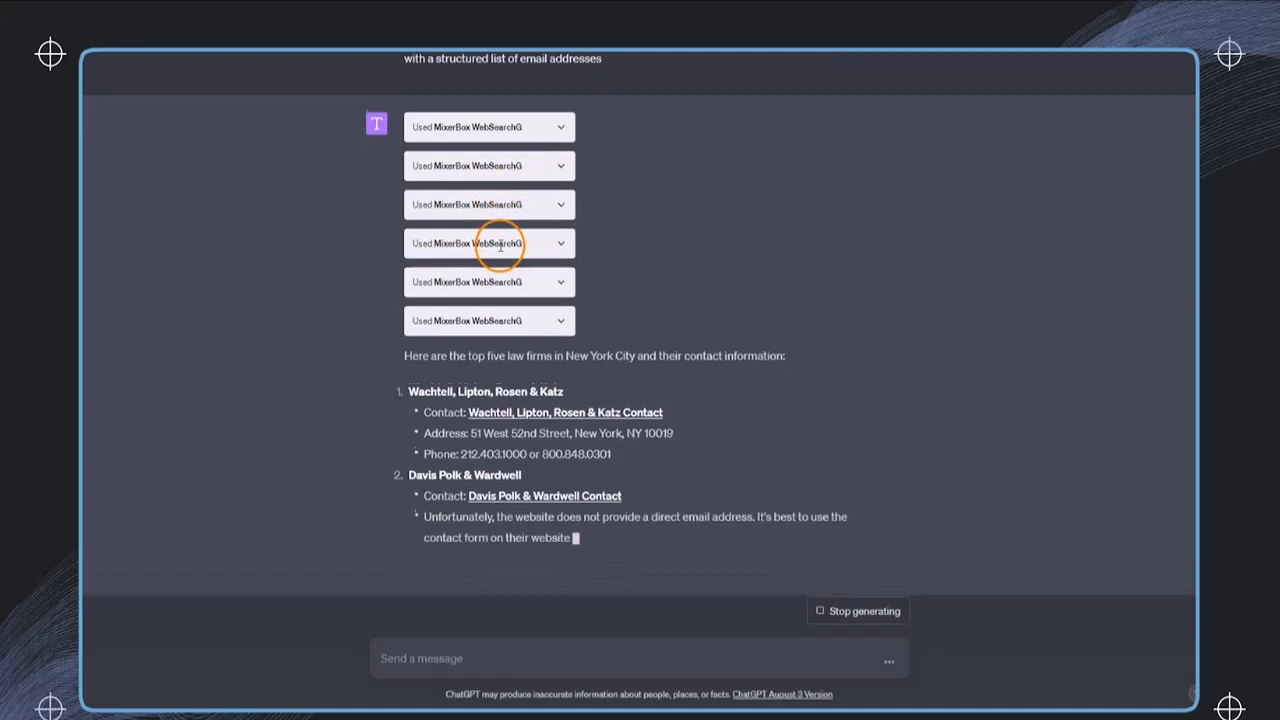 with a structured list of email addresses
T
Used MixerBox WebSearchG
Used MixerBox WebSearchG
Used MixerBox WebSearchG
Used MixerBox WebSearchG
Used MixerBox WebSearchG
Used MixerBox WebSearchG
Here are the top five law firms in New York City and their contact information:
1. Wachtell, Lipton, Rosen & Katz
• Contact: Wachtell, Lipton, Rosen & Katz Contact
• Address: 51 West 52nd Street, New York, NY 10019
• Phone: 212.403.1000 or 800.848.0301
2. Davis Polk & Wardwell
• Contact: Davis Polk & Wardwell Contact
• Unfortunately, the website does not provide a direct email address. It's best to use the
contact form on their website
Stop generating
Send a message
...
ChatGPT may produce inaccurate information about people, places, or facts. ChatGPT August 3 Version